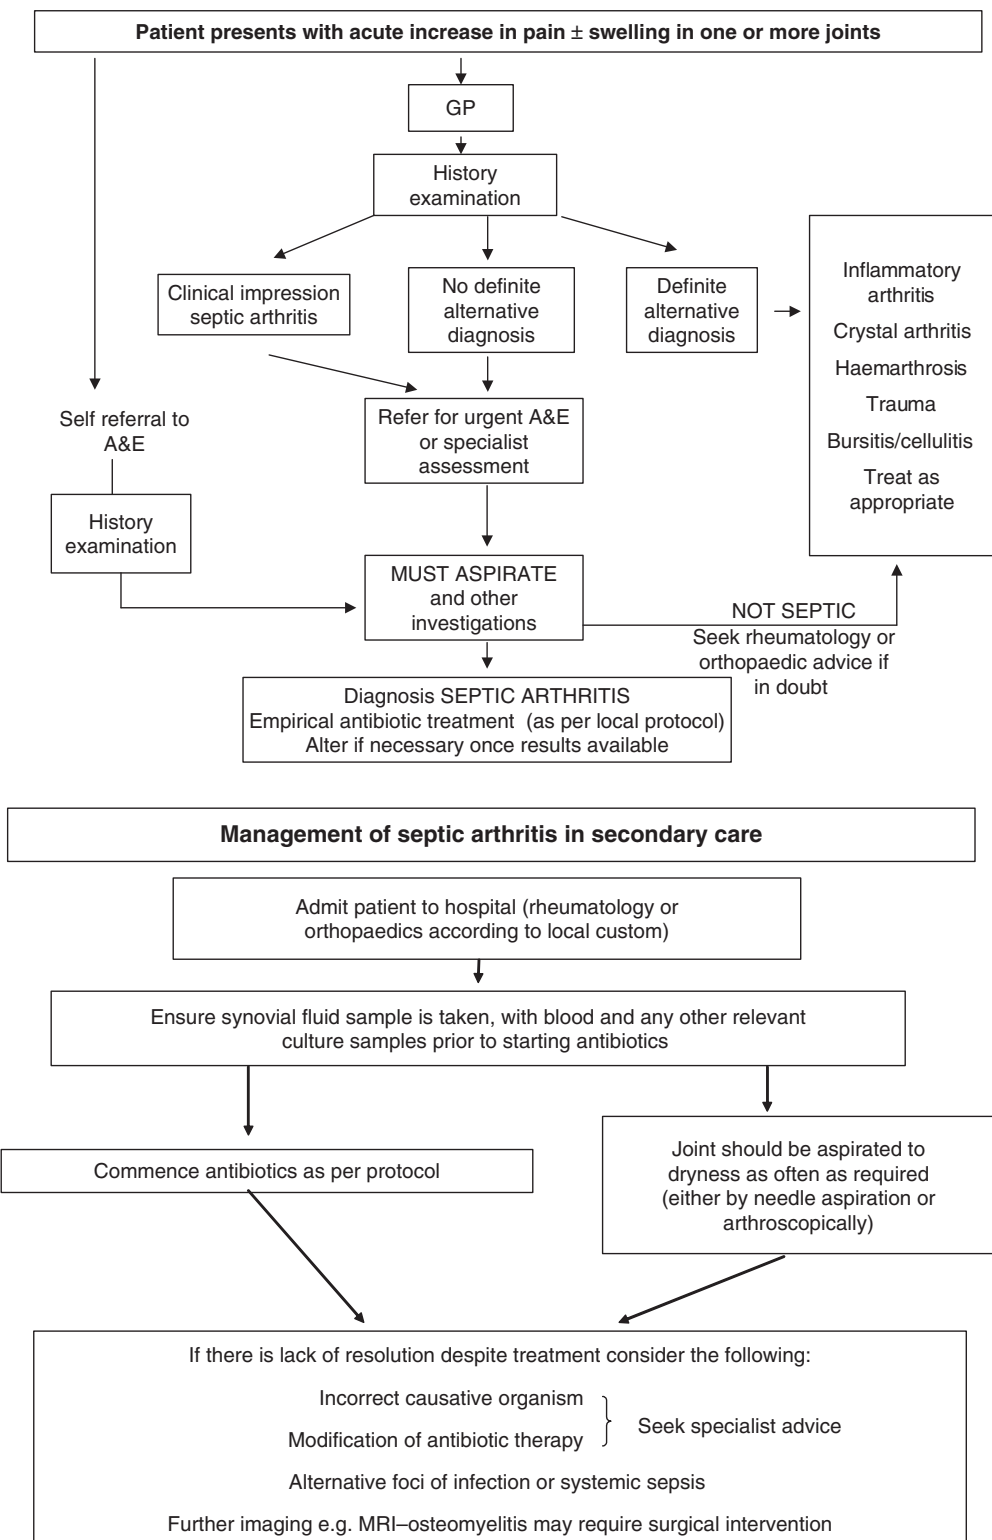 Patient presents with acute increase in pain ± swelling in one or more joints
GP
History
examination
Clinical impression
septic arthritis
No definite
alternative
diagnosis
Definite
alternative
diagnosis
Inflammatory
arthritis
Crystal arthritis
Haemarthrosis
Trauma
Bursitis/cellulitis
Treat as
appropriate
Self referral to
A&E
History
examination
Refer for urgent A&E
or specialist
assessment
MUST ASPIRATE
and other
investigations
NOT SEPTIC
Seek rheumatology or
orthopaedic advice if
in doubt
Diagnosis SEPTIC ARTHRITIS
Empirical antibiotic treatment (as per local protocol)
Alter if necessary once results available
Management of septic arthritis in secondary care
Admit patient to hospital (rheumatology or
orthopaedics according to local custom)
Ensure synovial fluid sample is taken, with blood and any other relevant
culture samples prior to starting antibiotics
Commence antibiotics as per protocol
Joint should be aspirated to
dryness as often as required
(either by needle aspiration or
arthroscopically)
If there is lack of resolution despite treatment consider the following:
Incorrect causative organism
Modification of antibiotic therapy
Seek specialist advice
Alternative foci of infection or systemic sepsis
Further imaging e.g. MRI–osteomyelitis may require surgical intervention